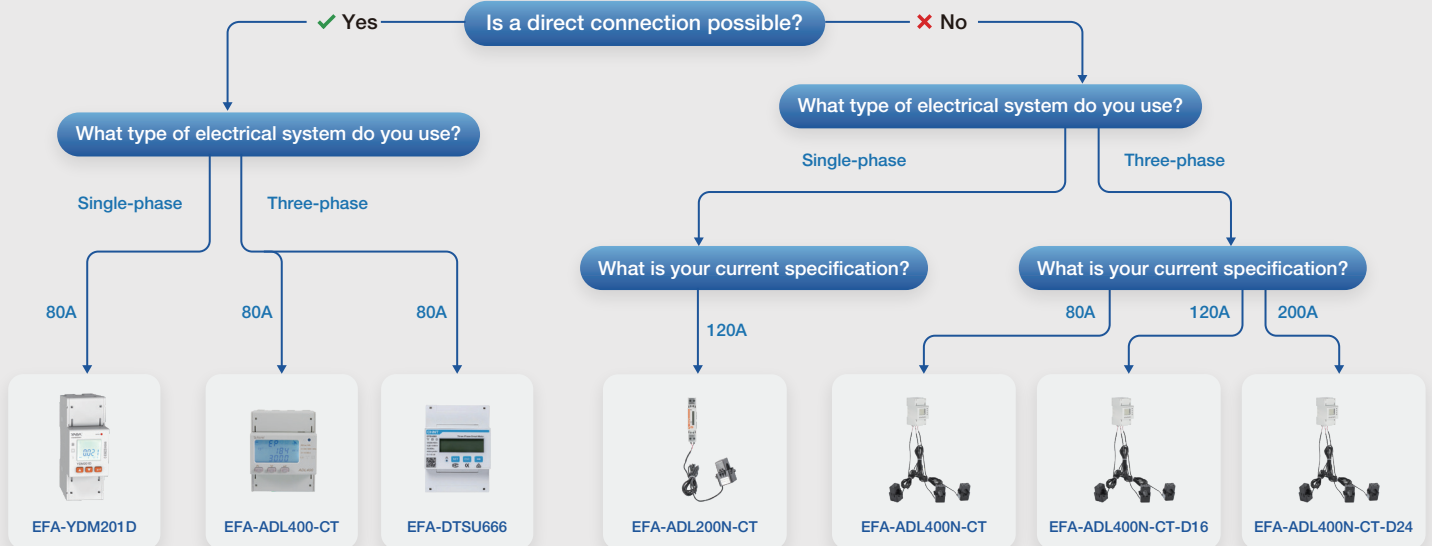 Is a direct connection possible?
Yes
No
What type of electrical system do you use?
What type of electrical system do you use?
Single-phase
Three-phase
Single-phase
Three-phase
What is your current specification?
What is your current specification?
80A
80A
80A
120A
80A
120A
200A
EFA-YDM201D
EFA-ADL400-CT
EFA-DTSU666
EFA-ADL200N-CT
EFA-ADL400N-CT
EFA-ADL400N-CT-D16
EFA-ADL400N-CT-D24